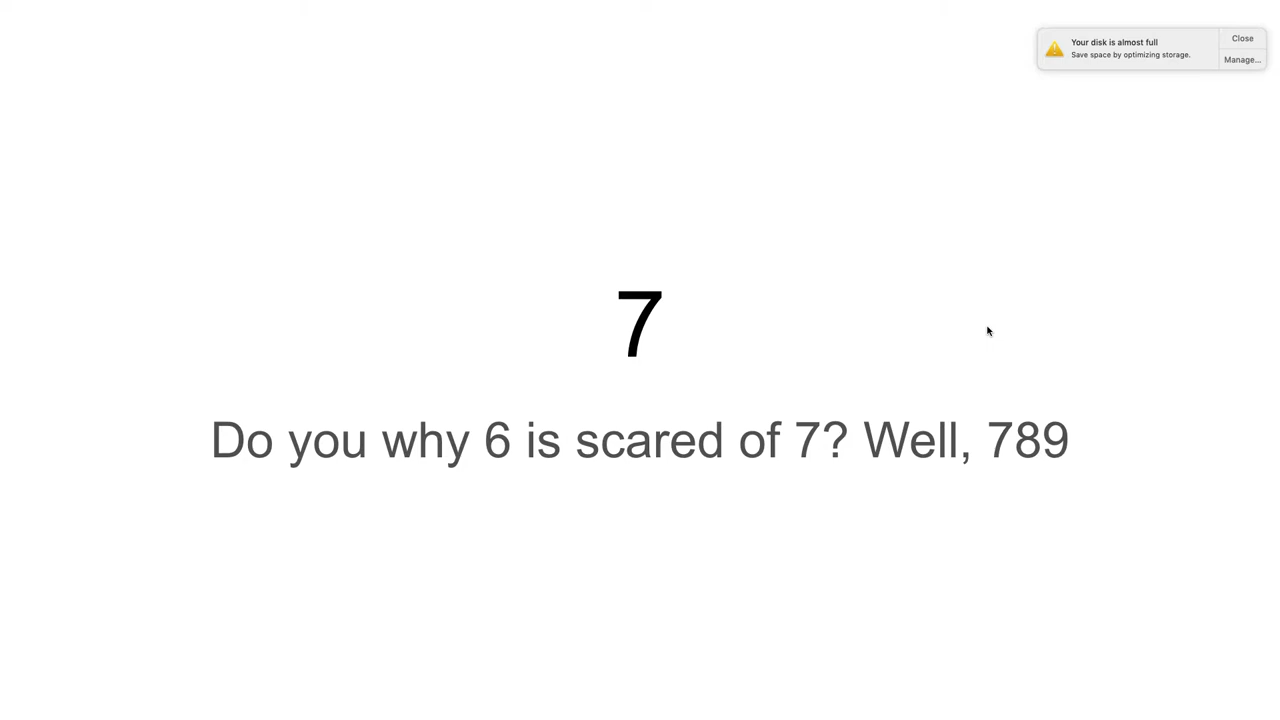 Your disk is almost full
Close
Save space by optimizing storage.
Manage...
7
Do you why 6 is scared of 7? Well, 789